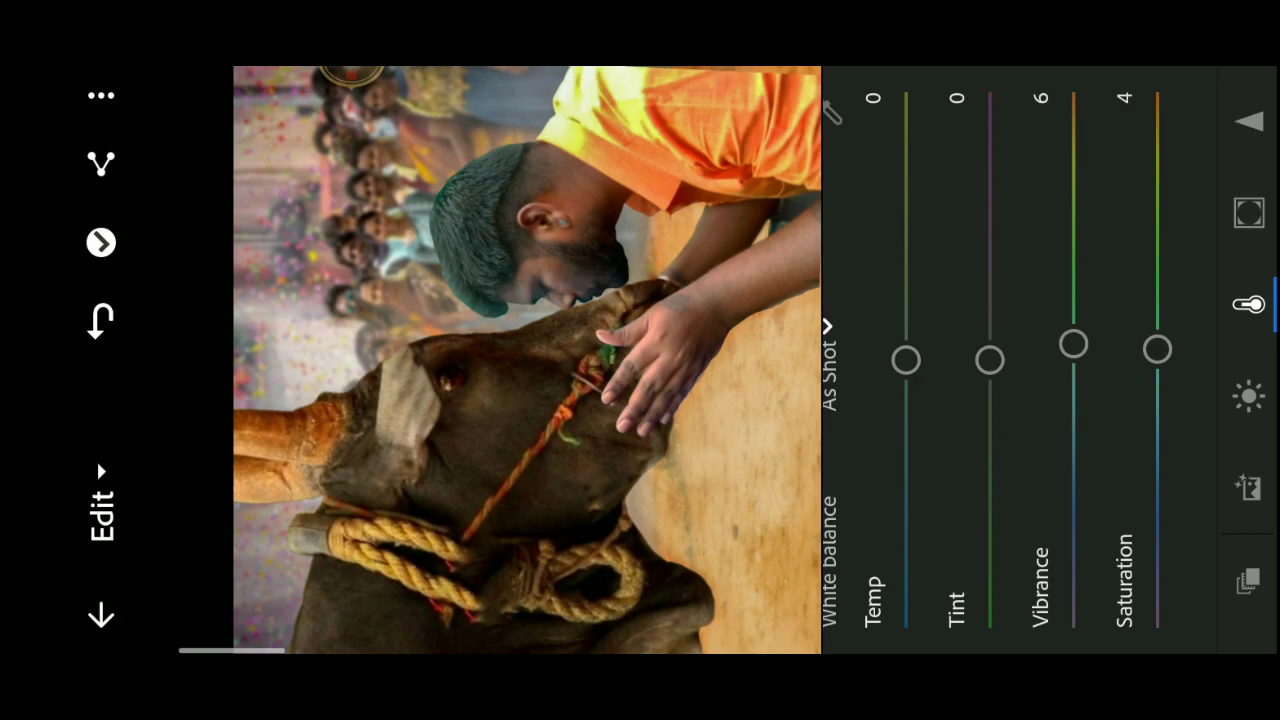 Edit
White balance
As Shot
Temp
0
Tint
0
Vibrance
6
Saturation
4